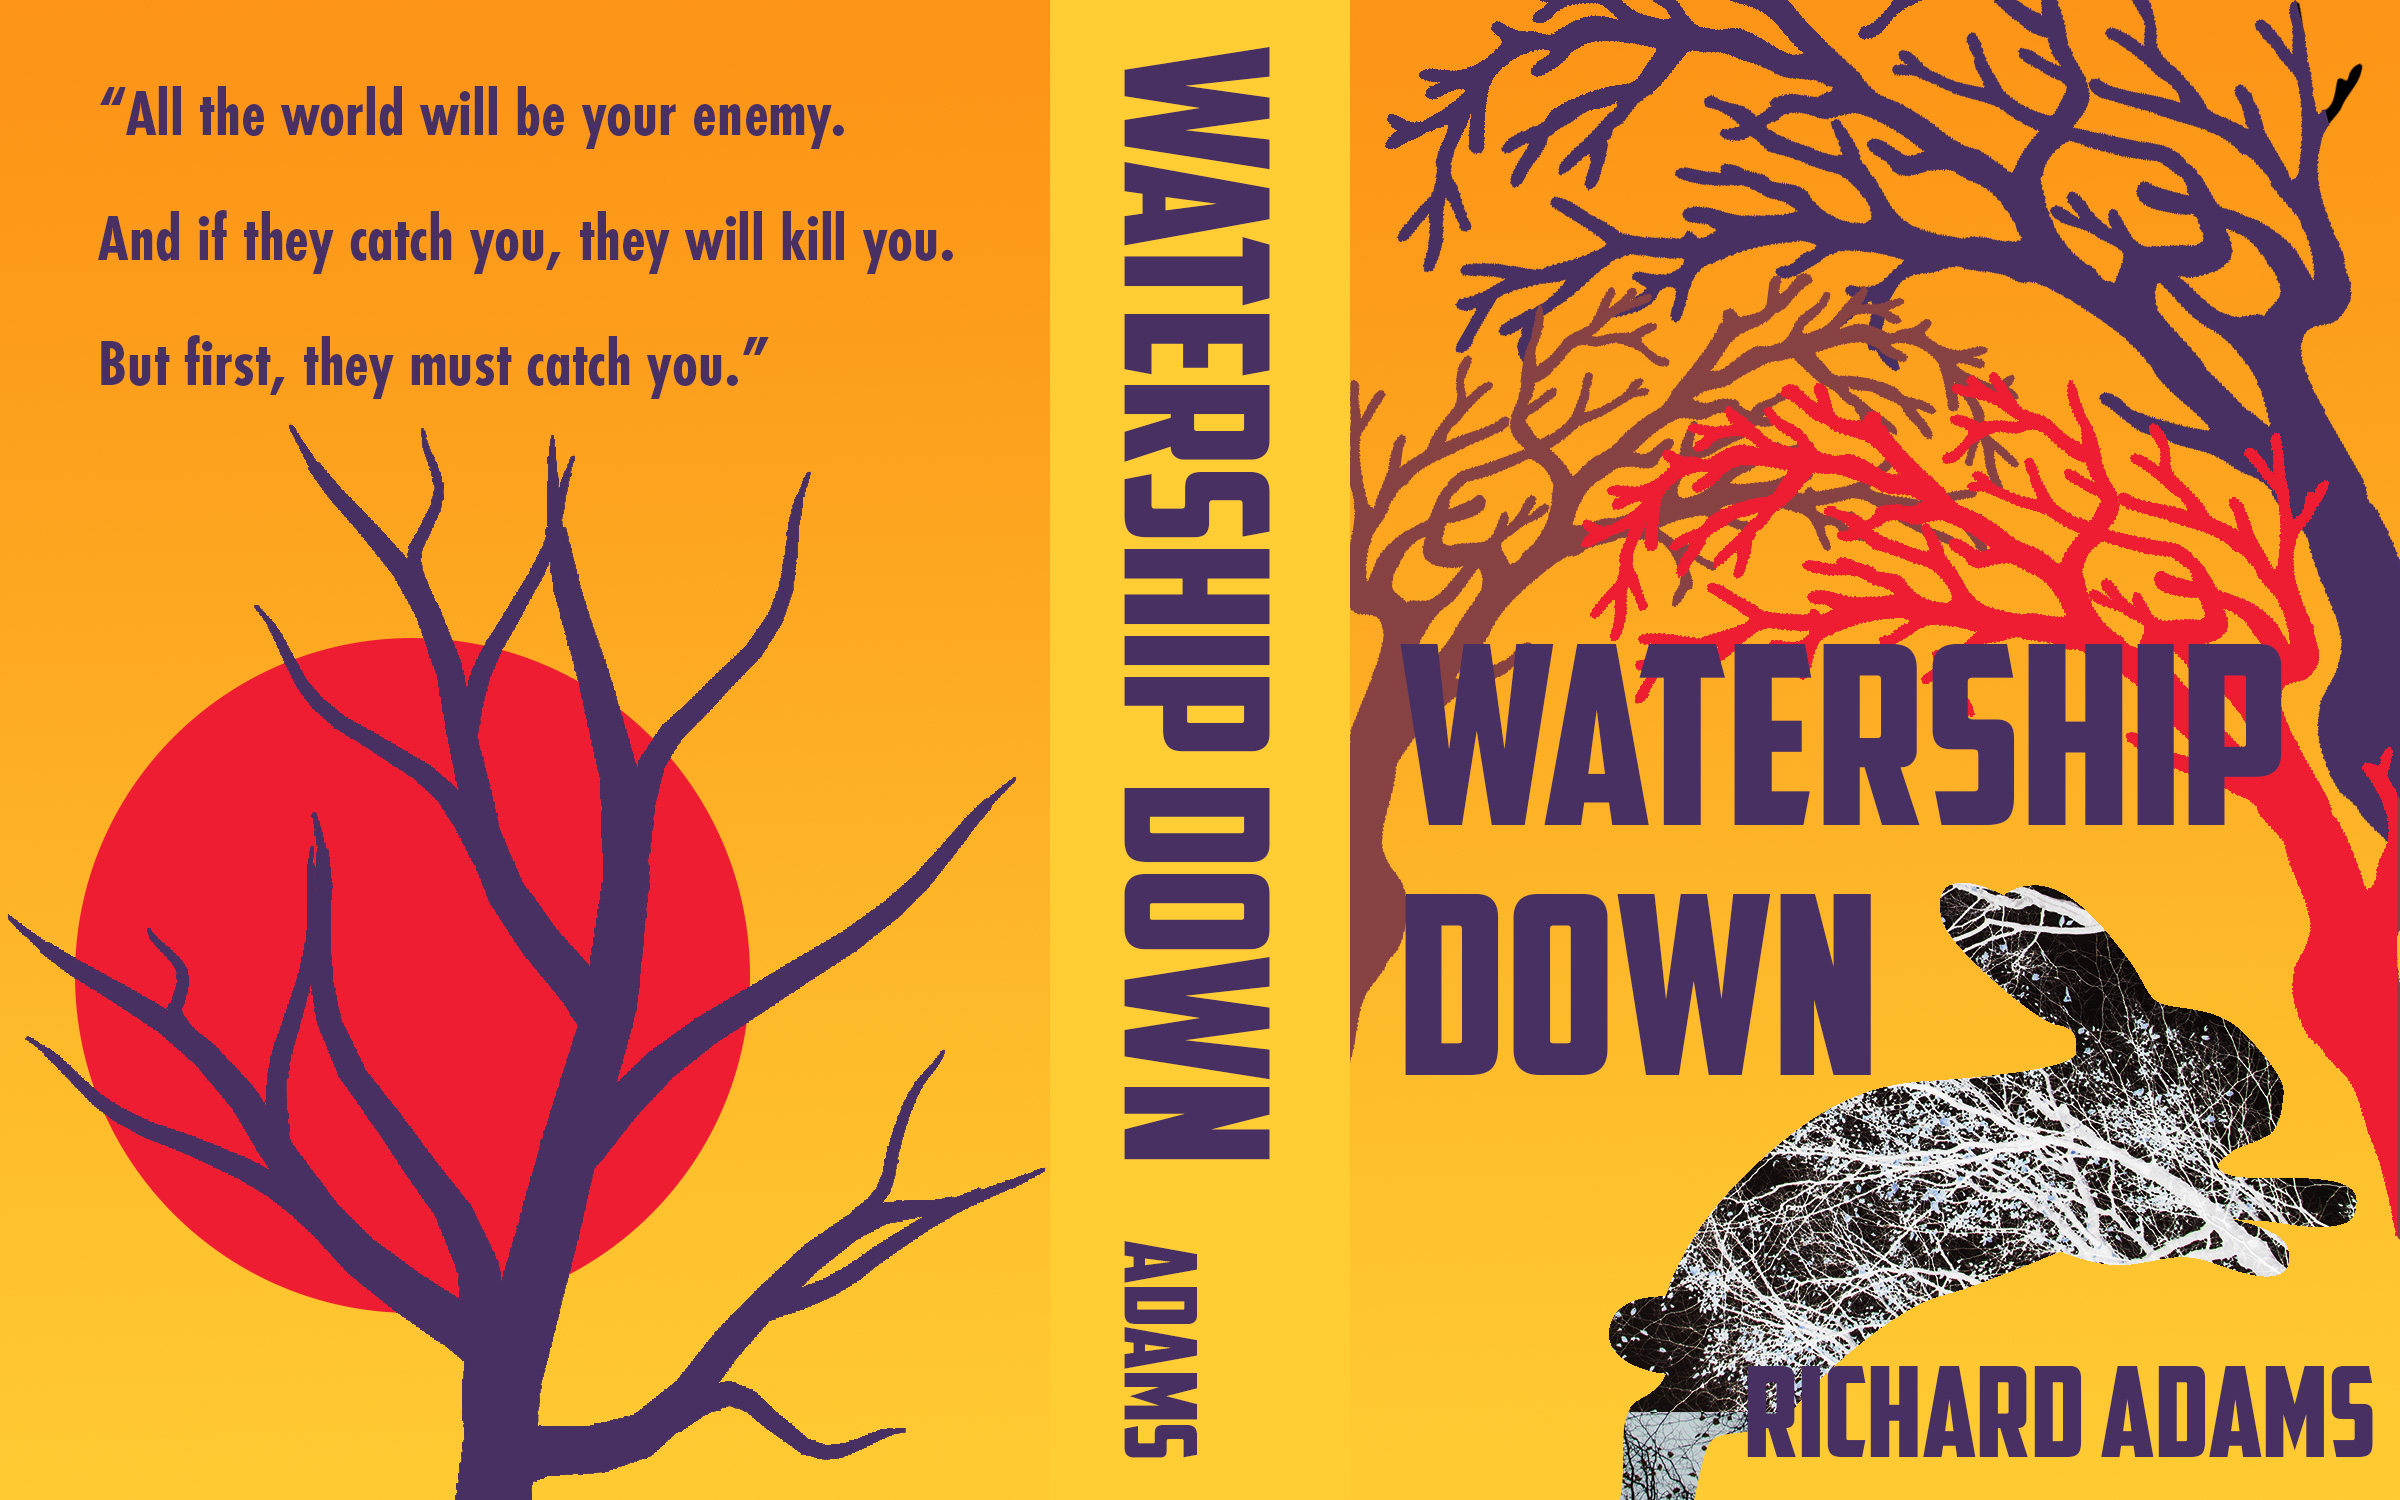 “All the world will be your enemy.
And if they catch you, they will kill you.
But first, they must catch you.”
WATERSHIP DOWN
ADAMS
WATERSHIP
DOWN
RICHARD ADAMS